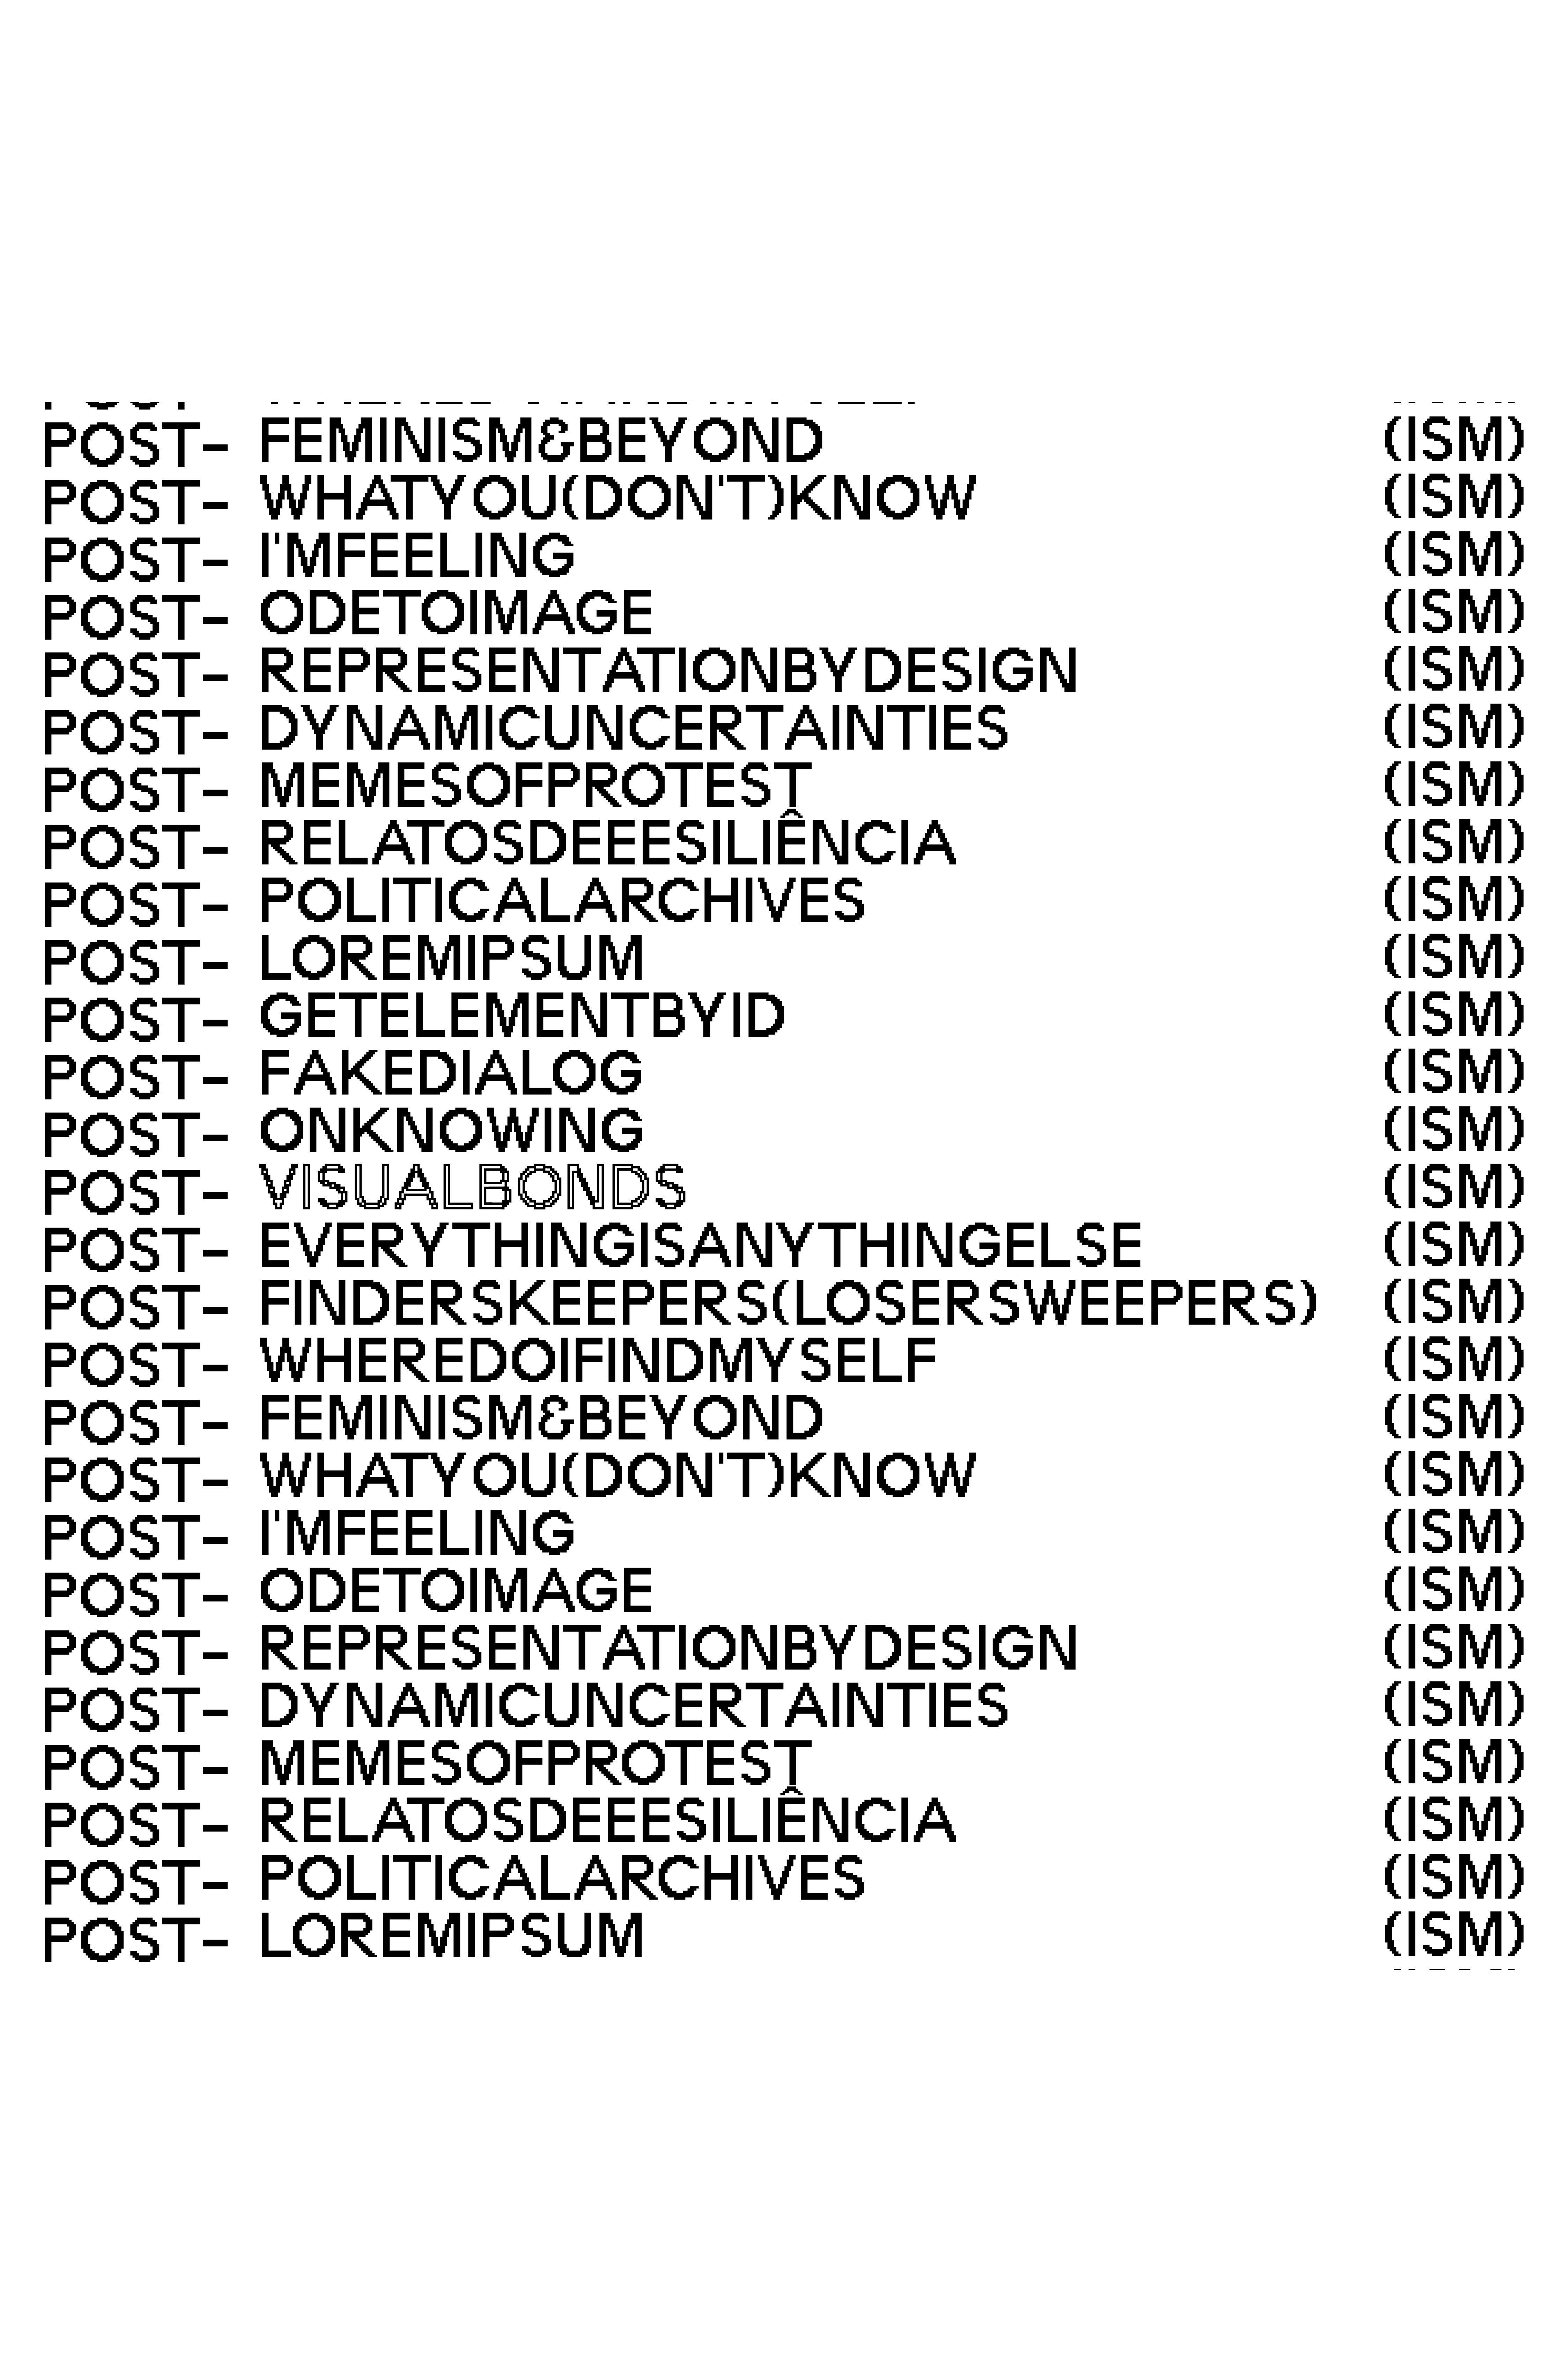 POST- FEMINISM&BEYOND (ISM)
POST- WHATYOU(DON'T)KNOW (ISM)
POST- I'MFEELING (ISM)
POST- ODETOIMAGE (ISM)
POST- REPRESENTATIONBYDESIGN (ISM)
POST- DYNAMICUNCERTAINTIES (ISM)
POST- MEMESOFPROTEST (ISM)
POST- RELATOSDEEESILIÊNCIA (ISM)
POST- POLITICALARCHIVES (ISM)
POST- LOREMIPSUM (ISM)
POST- GETELEMENTBYID (ISM)
POST- FAKEDIALOG (ISM)
POST- ONKNOWING (ISM)
POST- VISUALBONDS (ISM)
POST- EVERYTHINGISANYTHINGELSE (ISM)
POST- FINDERSKEEPERS(LOSERSWEEPERS) (ISM)
POST- WHEREDOIFINDMYSELF (ISM)
POST- FEMINISM&BEYOND (ISM)
POST- WHATYOU(DON'T)KNOW (ISM)
POST- I'MFEELING (ISM)
POST- ODETOIMAGE (ISM)
POST- REPRESENTATIONBYDESIGN (ISM)
POST- DYNAMICUNCERTAINTIES (ISM)
POST- MEMESOFPROTEST (ISM)
POST- RELATOSDEEESILIÊNCIA (ISM)
POST- POLITICALARCHIVES (ISM)
POST- LOREMIPSUM (ISM)